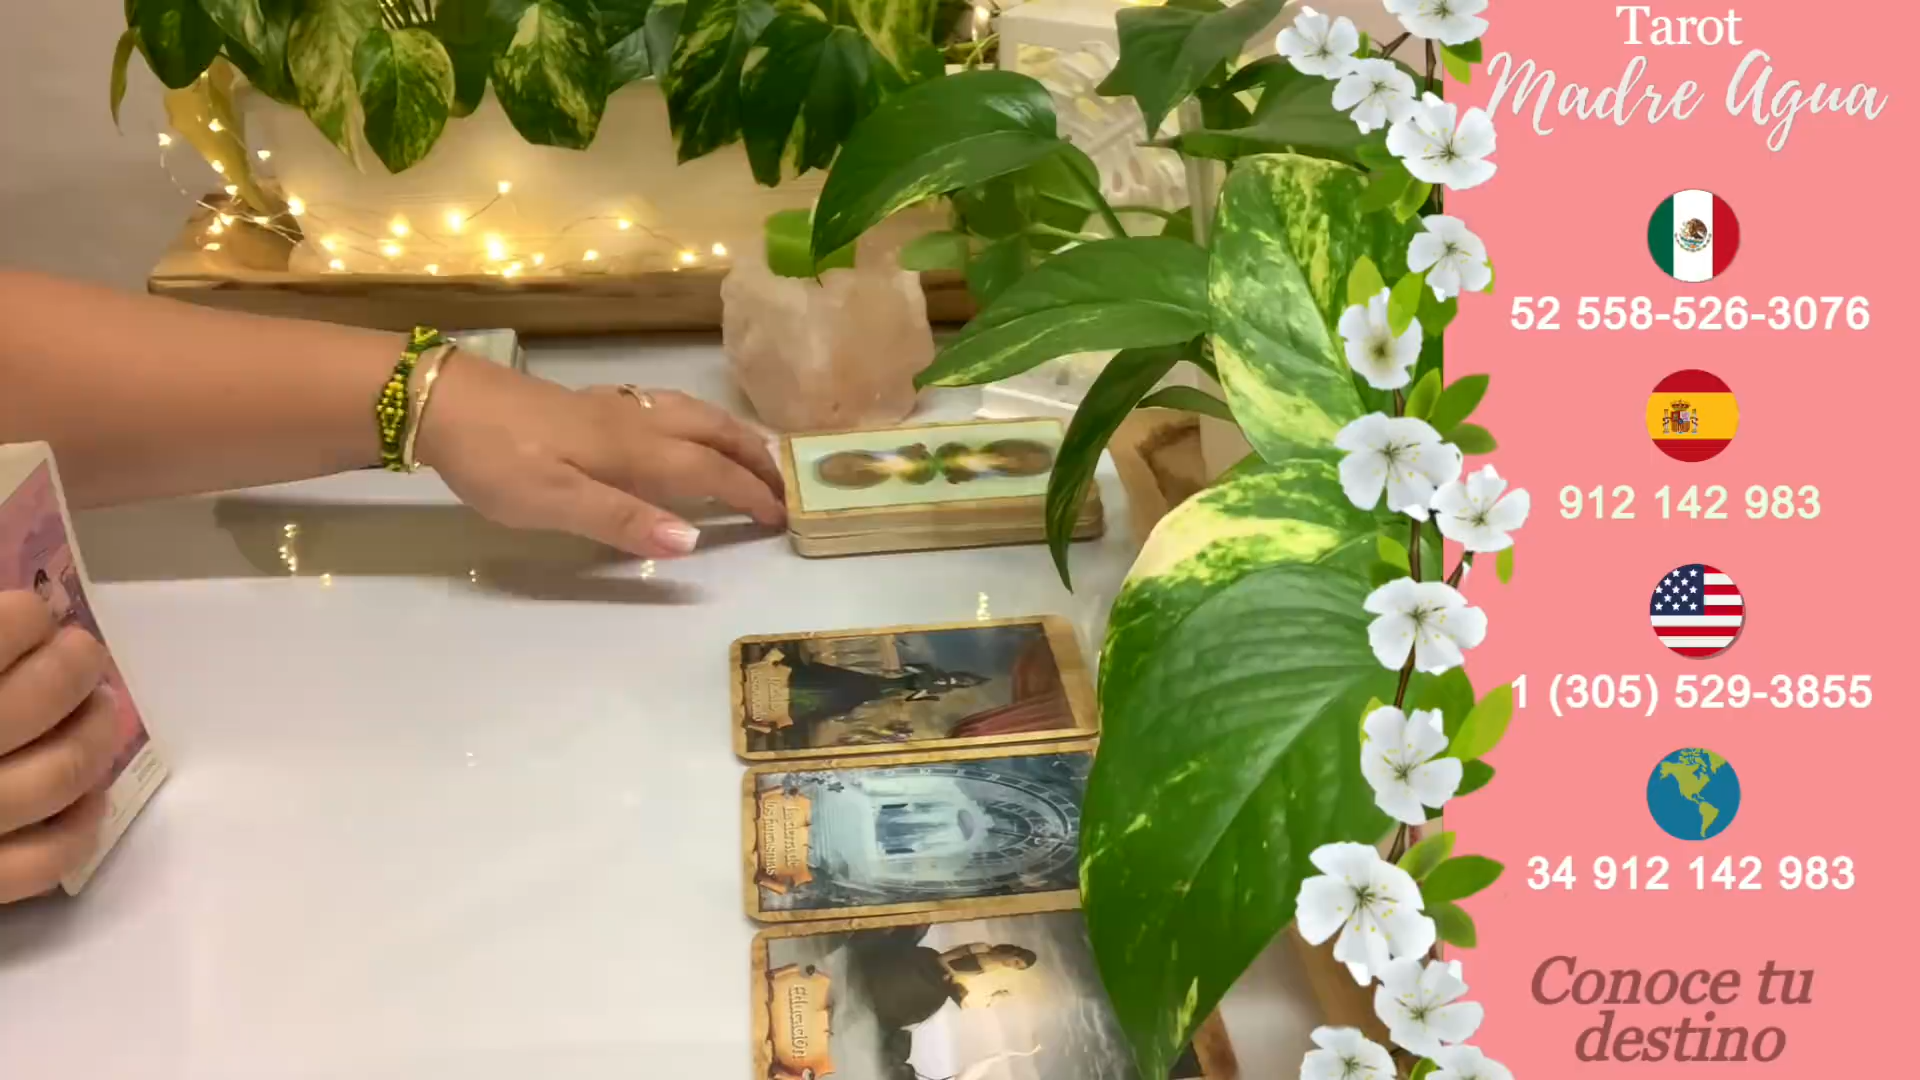 Tarot
Madre Agua
52 558-526-3076
912 142 983
1 (305) 529-3855
34 912 142 983
Conoce tu
destino